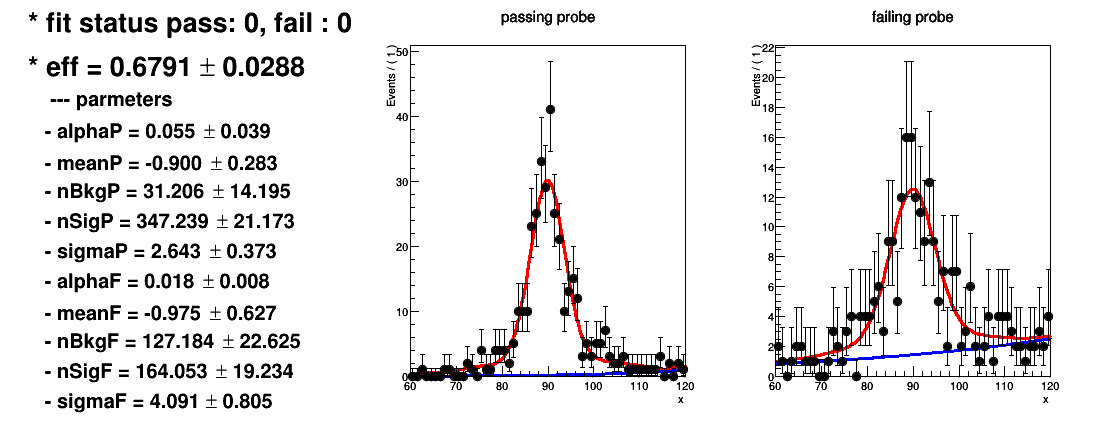 * fit status pass: 0, fail : 0
* eff = 0.6791 ± 0.0288
--- parmeters
- alphaP = 0.055 ± 0.039
- meanP = -0.900 ± 0.283
- nBkgP = 31.206 ± 14.195
- nSigP = 347.239 ± 21.173
- sigmaP = 2.643 ± 0.373
- alphaF = 0.018 ± 0.008
- meanF = -0.975 ± 0.627
- nBkgF = 127.184 ± 22.625
- nSigF = 164.053 ± 19.234
- sigmaF = 4.091 ± 0.805
passing probe
Events / ( 1 )
50
40
30
20
10
0
60 70 80 90 100 110 120
x
failing probe
Events / ( 1 )
22
20
18
16
14
12
10
8
6
4
2
0
60 70 80 90 100 110 120
x